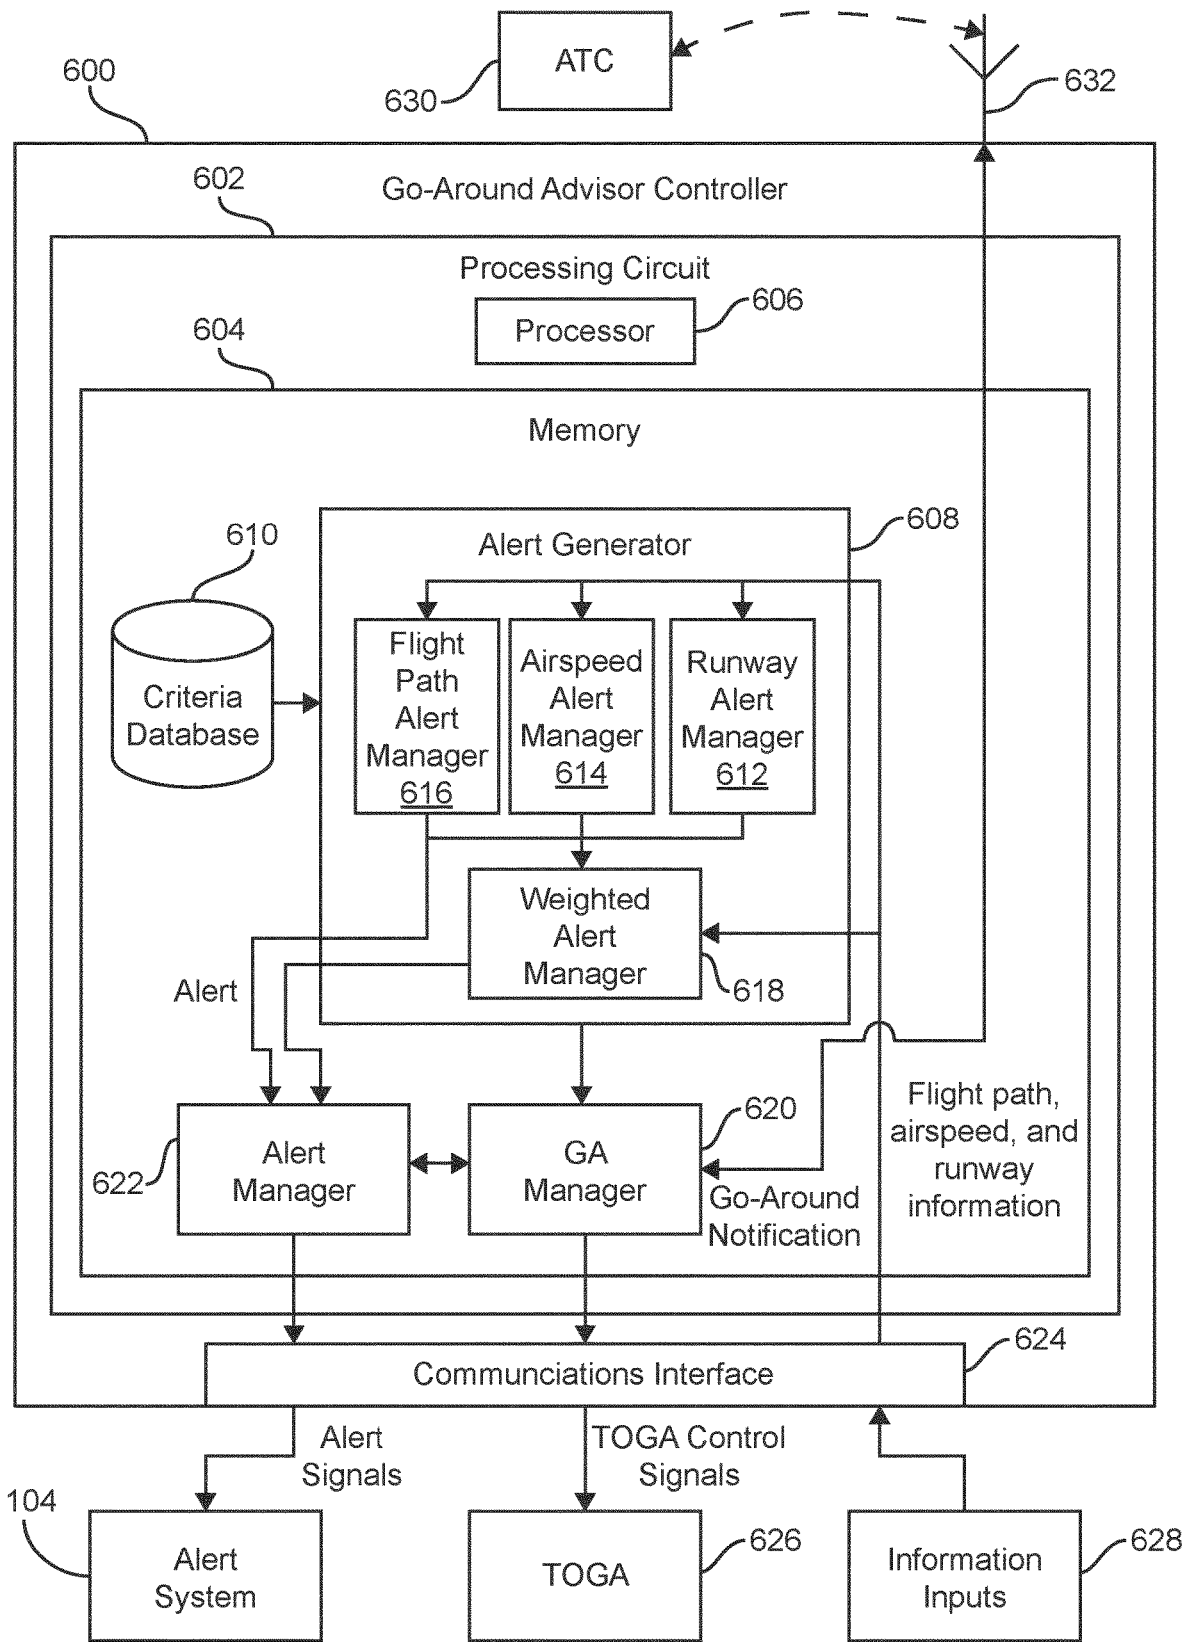 ATC
630
632
600
Go-Around Advisor Controller
602
Processing Circuit
Processor
606
604
Memory
608
610
Alert Generator
Criteria
Database
Flight
Path
Alert
Manager
616
Airspeed
Alert
Manager
614
Runway
Alert
Manager
612
Weighted
Alert
Manager
618
Alert
Alert
Manager
622
GA
Manager
620
Go-Around
Notification
Flight path,
airspeed, and
runway
information
Communciations Interface
624
Alert
Signals
TOGA Control
Signals
104
Alert
System
TOGA
626
Information
Inputs
628